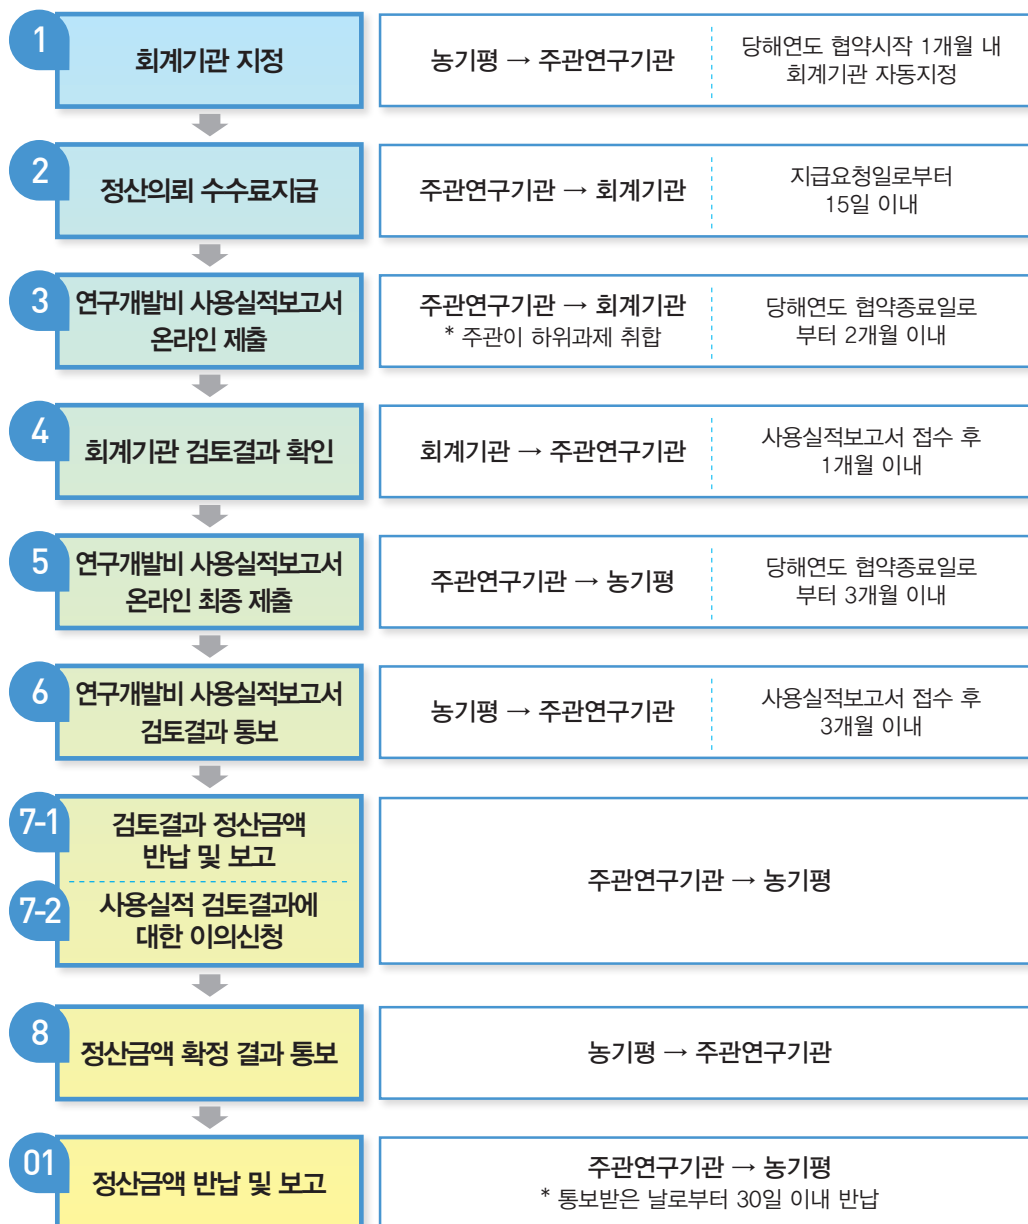 1
회계기관 지정
농기평 → 주관연구기관
당해연도 협약시작 1개월 내
회계기관 자동지정
2
정산의뢰 수수료지급
주관연구기관 → 회계기관
지급요청일로부터
15일 이내
3
연구개발비 사용실적보고서
온라인 제출
주관연구기관 → 회계기관
* 주관이 하위과제 취합
당해연도 협약종료일로
부터 2개월 이내
4
회계기관 검토결과 확인
회계기관 → 주관연구기관
사용실적보고서 접수 후
1개월 이내
5
연구개발비 사용실적보고서
온라인 최종 제출
주관연구기관 → 농기평
당해연도 협약종료일로
부터 3개월 이내
6
연구개발비 사용실적보고서
검토결과 통보
농기평 → 주관연구기관
사용실적보고서 접수 후
3개월 이내
7-1
검토결과 정산금액
반납 및 보고
7-2
사용실적 검토결과에
대한 이의신청
주관연구기관 → 농기평
8
정산금액 확정 결과 통보
농기평 → 주관연구기관
01
정산금액 반납 및 보고
주관연구기관 → 농기평
* 통보받은 날로부터 30일 이내 반납